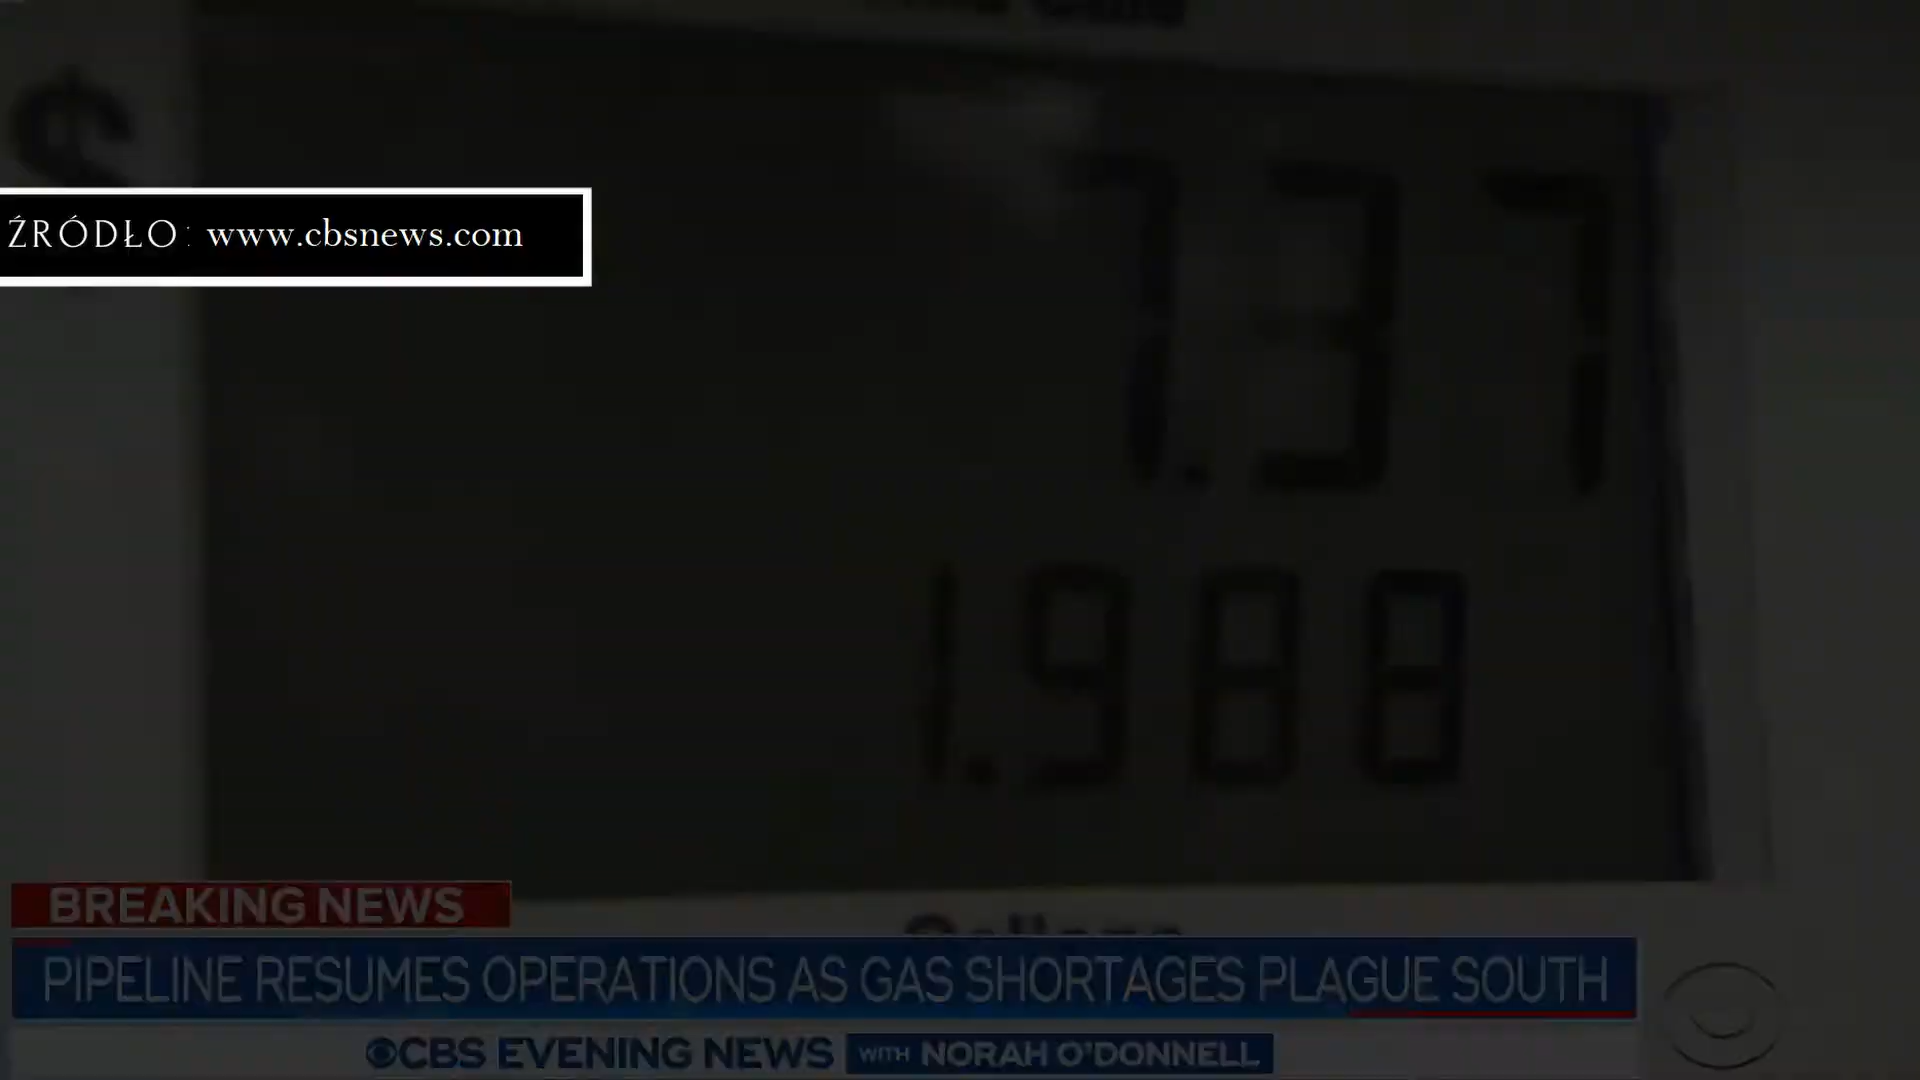 $
7.37
ŹRÓDŁO: www.cbsnews.com
1.988
BREAKING NEWS
PIPELINE RESUMES OPERATIONS AS GAS SHORTAGES PLAGUE SOUTH
CBS EVENING NEWS WITH NORAH O'DONNELL